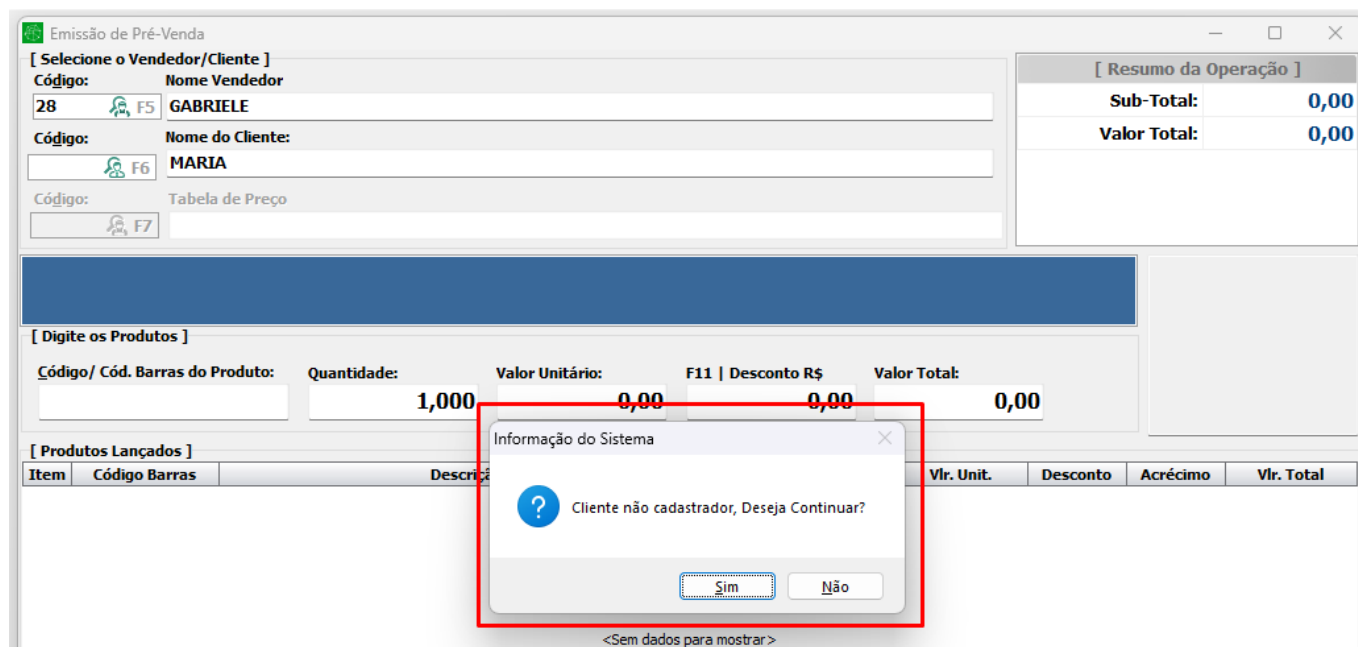 Emissão de Pré-Venda
[ Selecione o Vendedor/Cliente ]
Código: Nome Vendedor
28 F5 GABRIELE
Código: Nome do Cliente:
F6 MARIA
Código: Tabela de Preço
F7
[ Resumo da Operação ]
Sub-Total: 0,00
Valor Total: 0,00
[ Digite os Produtos ]
Código/ Cód. Barras do Produto: Quantidade: Valor Unitário: F11 | Desconto R$ Valor Total:
1,000 0,00 0,00 0,00
[ Produtos Lançados ]
Item Código Barras Descriçã Vlr. Unit. Desconto Acrécimo Vlr. Total
Informação do Sistema
Cliente não cadastrador, Deseja Continuar?
Sim Não
<Sem dados para mostrar>